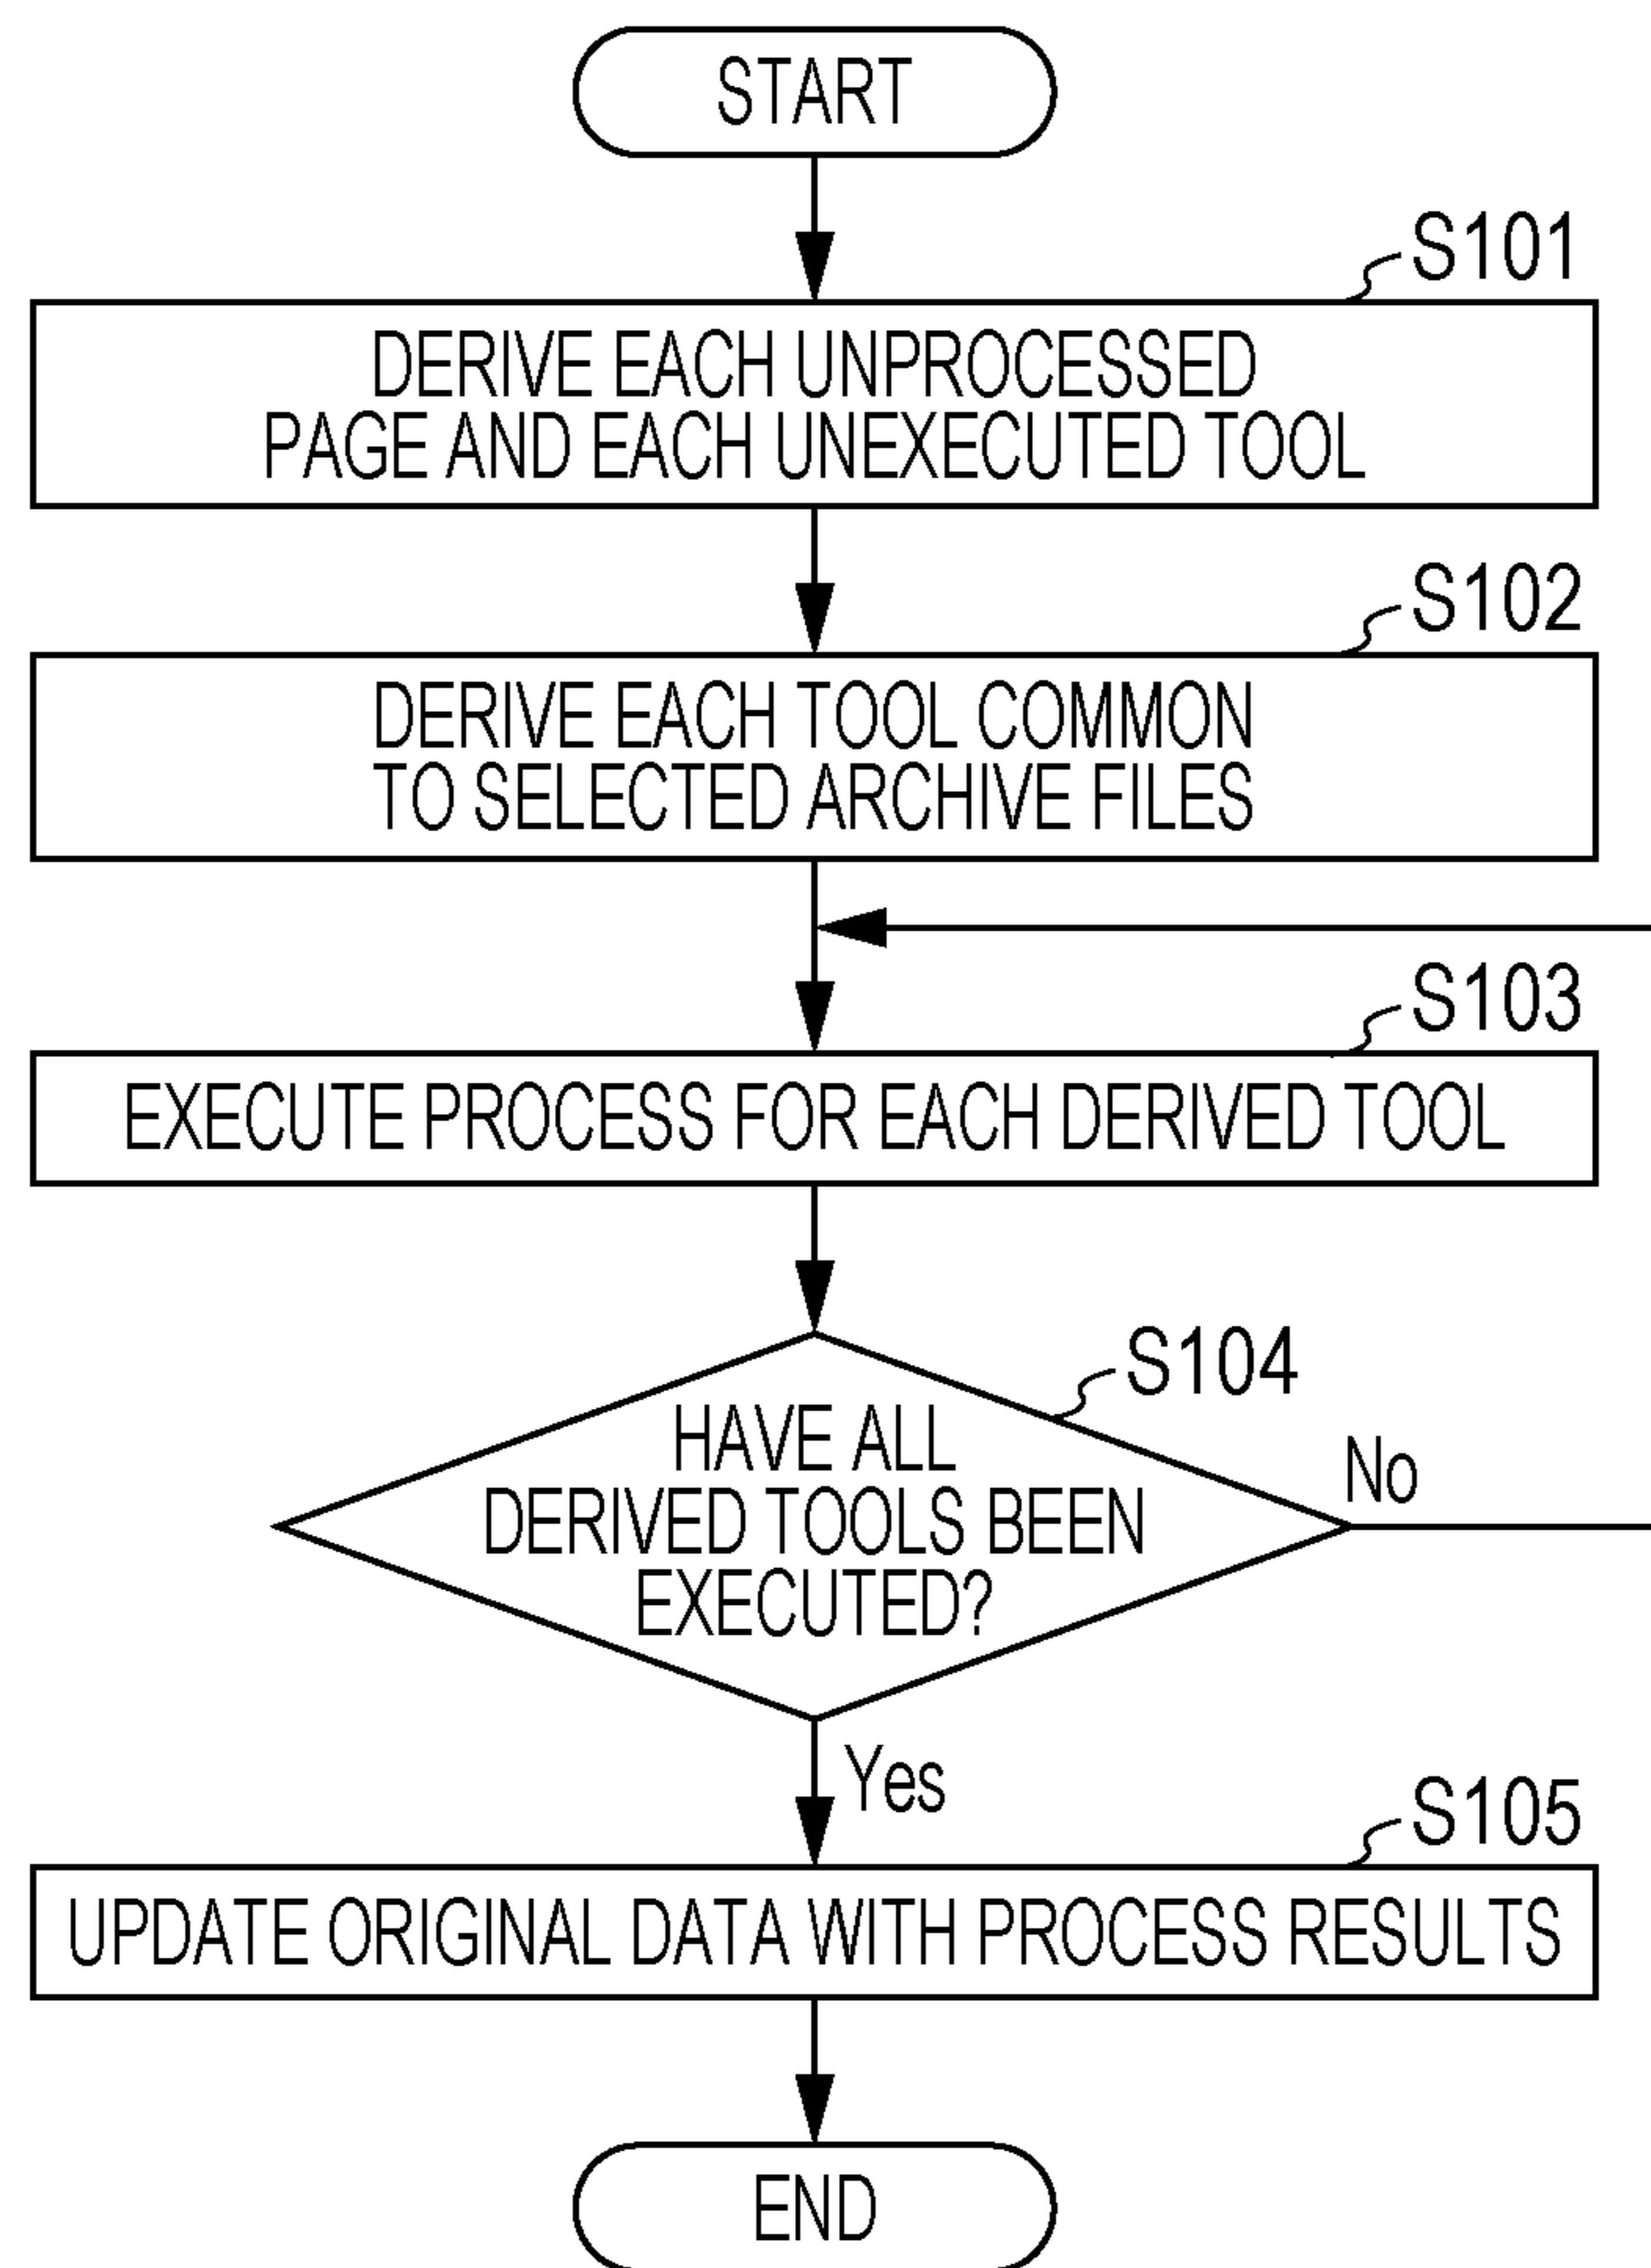 START
S101
DERIVE EACH UNPROCESSED
PAGE AND EACH UNEXECUTED TOOL
S102
DERIVE EACH TOOL COMMON
TO SELECTED ARCHIVE FILES
S103
EXECUTE PROCESS FOR EACH DERIVED TOOL
S104
HAVE ALL
DERIVED TOOLS BEEN
EXECUTED?
No
Yes
S105
UPDATE ORIGINAL DATA WITH PROCESS RESULTS
END